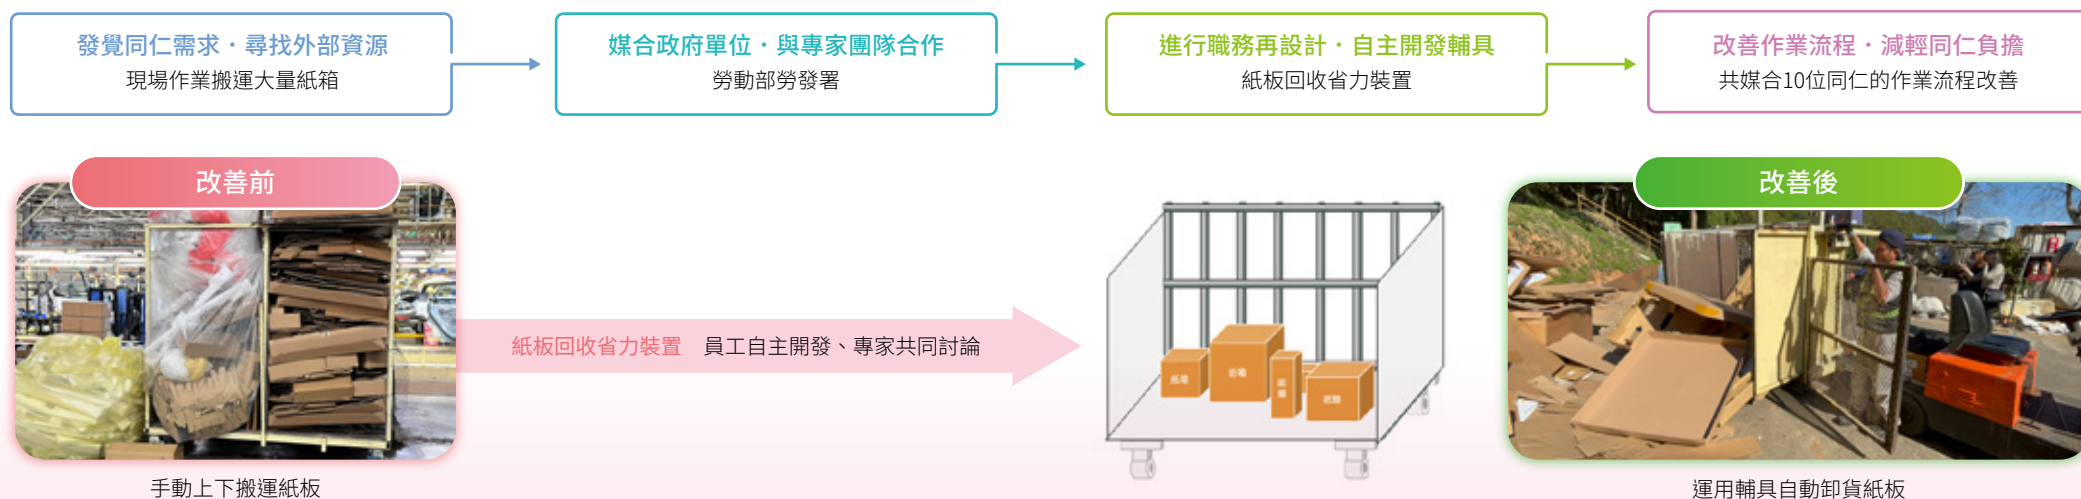 發覺同仁需求．尋找外部資源
現場作業搬運大量紙箱
媒合政府單位．與專家團隊合作
勞動部勞發署
進行職務再設計．自主開發輔具
紙板回收省力裝置
改善作業流程．減輕同仁負擔
共媒合10位同仁的作業流程改善
改善前
改善後
紙板回收省力裝置 員工自主開發、專家共同討論
手動上下搬運紙板
運用輔具自動卸貨紙板